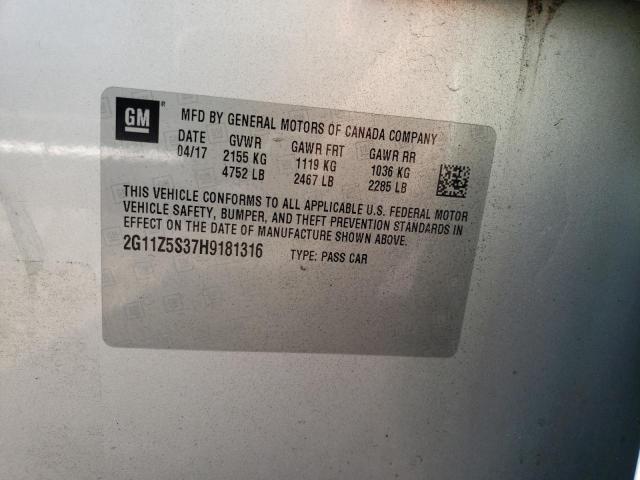 GM ® MFD BY GENERAL MOTORS OF CANADA COMPANY
DATE GVWR GAWR FRT GAWR RR
04/17 2155 KG 1119 KG 1036 KG
4752 LB 2467 LB 2285 LB
THIS VEHICLE CONFORMS TO ALL APPLICABLE U.S. FEDERAL MOTOR
VEHICLE SAFETY, BUMPER, AND THEFT PREVENTION STANDARDS IN
EFFECT ON THE DATE OF MANUFACTURE SHOWN ABOVE.
2G11Z5S37H9181316 TYPE: PASS CAR